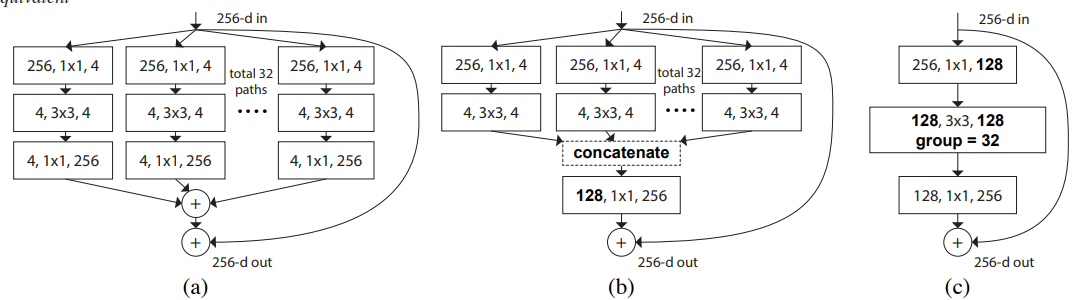 equivalent
256-d in
256, 1x1, 4
256, 1x1, 4
256, 1x1, 4
total 32
paths
....
4, 3x3, 4
4, 3x3, 4
4, 3x3, 4
4, 1x1, 256
4, 1x1, 256
4, 1x1, 256
+
+
256-d out
(a)
256-d in
256, 1x1, 4
256, 1x1, 4
256, 1x1, 4
total 32
paths
....
4, 3x3, 4
4, 3x3, 4
4, 3x3, 4
concatenate
128, 1x1, 256
+
256-d out
(b)
256-d in
256, 1x1, 128
128, 3x3, 128
group = 32
128, 1x1, 256
+
256-d out
(c)